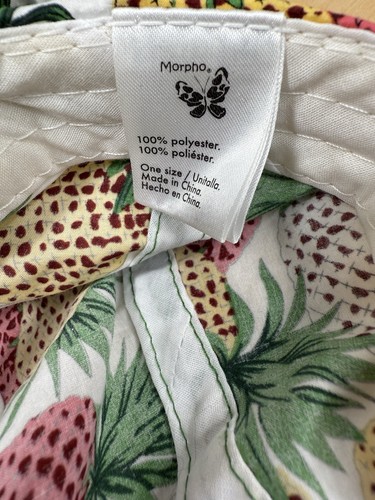 Morpho®
100% polyester.
100% poliéster.
One size / Unitalla.
Made in China.
Hecho en China.